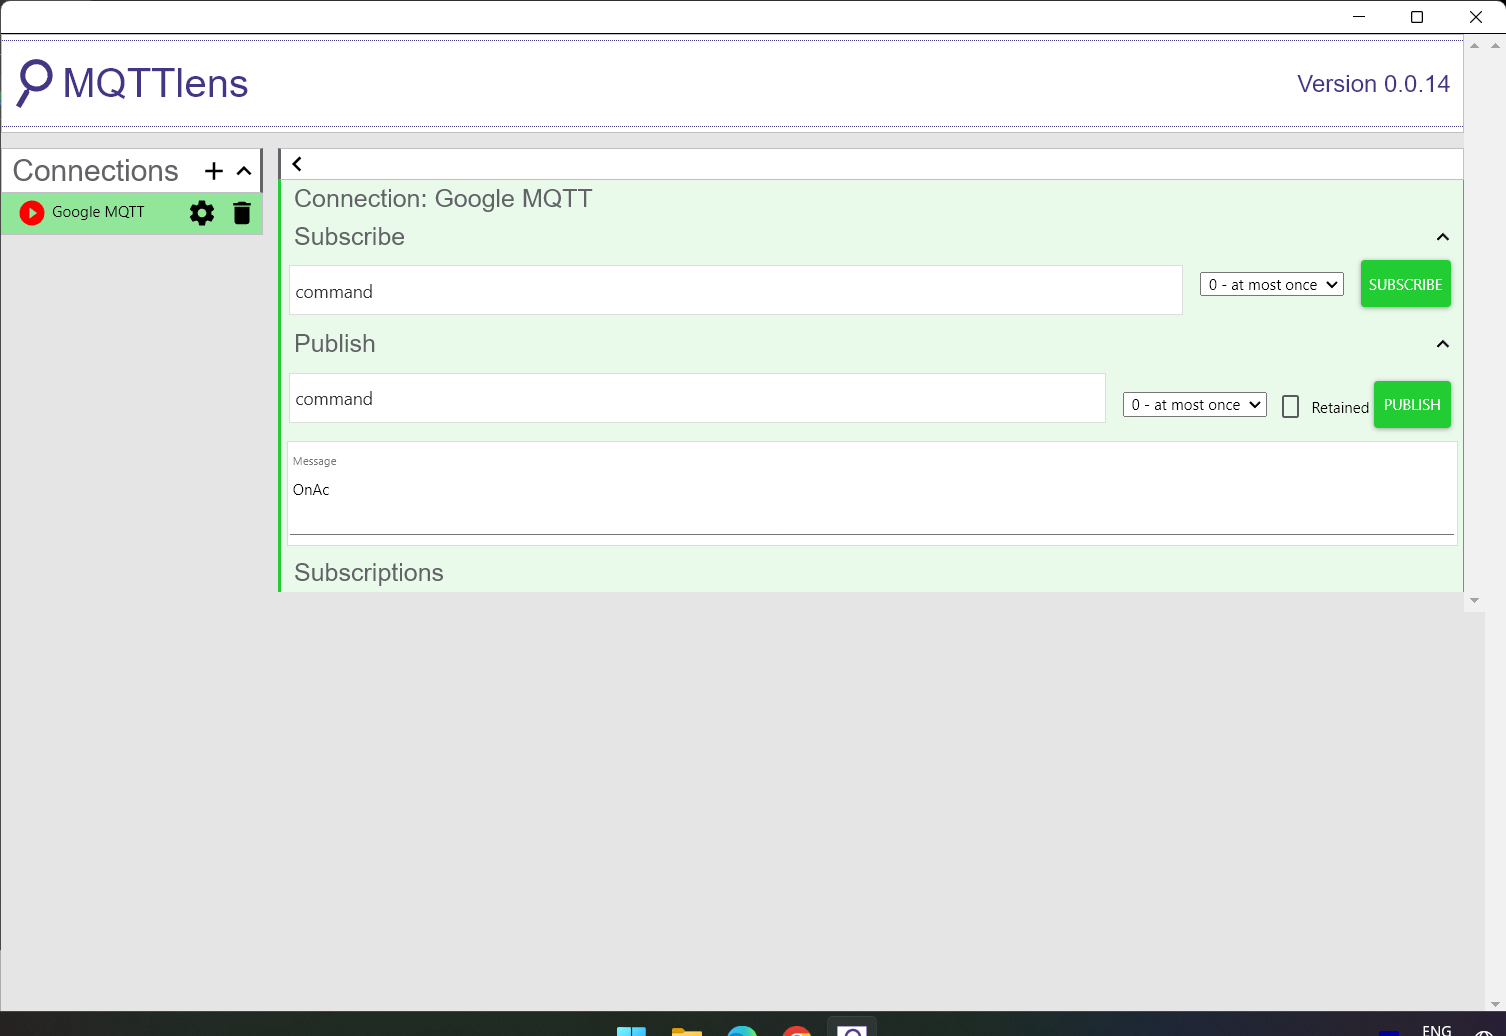 MQTTlens
Version 0.0.14
Connections
Google MQTT
Connection: Google MQTT
Subscribe
command
0 - at most once
SUBSCRIBE
Publish
command
0 - at most once
Retained
PUBLISH
Message
OnAc
Subscriptions
ENG